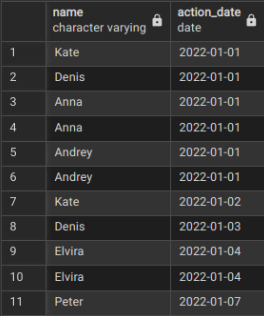 name action_date
character varying date
1 Kate 2022-01-01
2 Denis 2022-01-01
3 Anna 2022-01-01
4 Anna 2022-01-01
5 Andrey 2022-01-01
6 Andrey 2022-01-01
7 Kate 2022-01-02
8 Denis 2022-01-03
9 Elvira 2022-01-04
10 Elvira 2022-01-04
11 Peter 2022-01-07